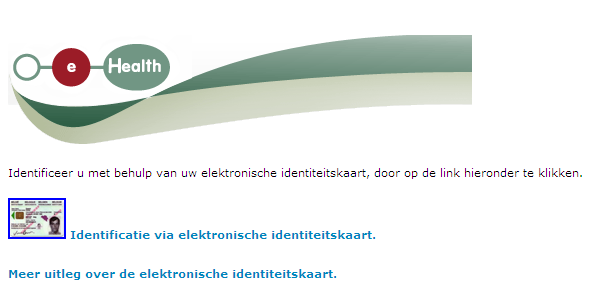 e Health
Identificeer u met behulp van uw elektronische identiteitskaart, door op de link hieronder te klikken.
Identificatie via elektronische identiteitskaart.
Meer uitleg over de elektronische identiteitskaart.